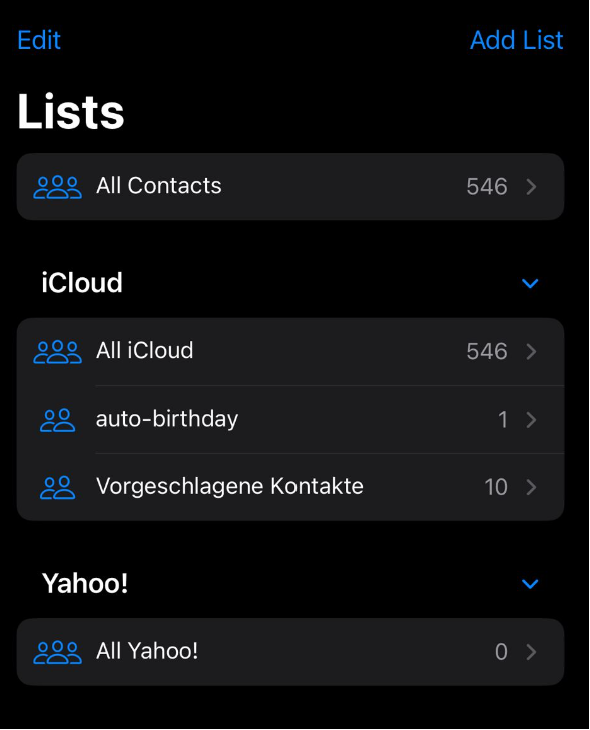 Edit
Add List
Lists
All Contacts 546
iCloud
All iCloud 546
auto-birthday 1
Vorgeschlagene Kontakte 10
Yahoo!
All Yahoo! 0